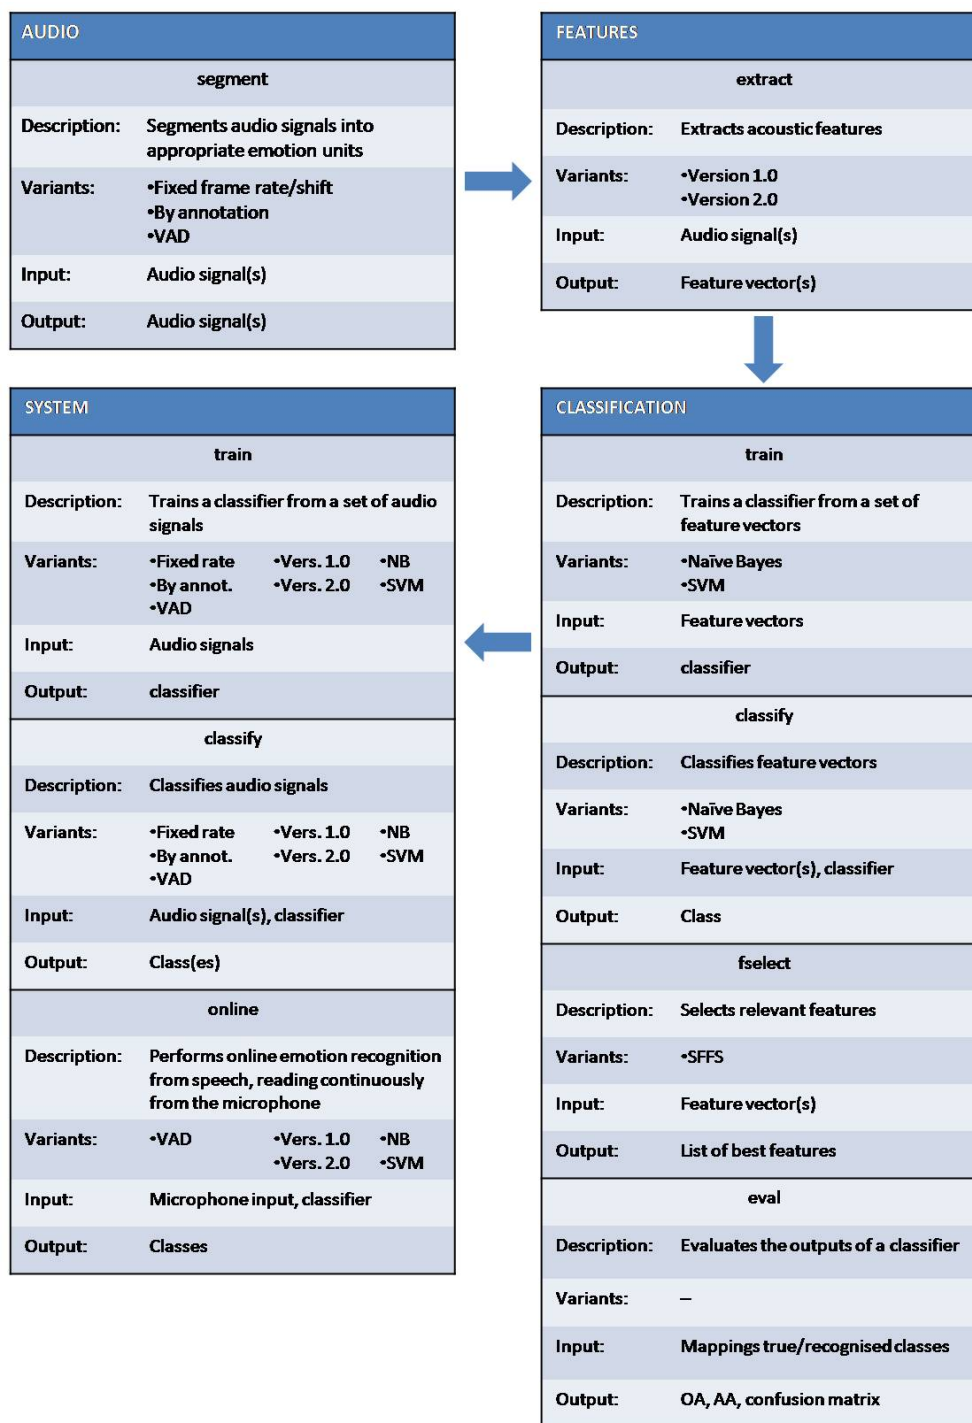 AUDIO
segment
Description: Segments audio signals into
appropriate emotion units
Variants: •Fixed frame rate/shift
•By annotation
•VAD
Input: Audio signal(s)
Output: Audio signal(s)
FEATURES
extract
Description: Extracts acoustic features
Variants: •Version 1.0
•Version 2.0
Input: Audio signal(s)
Output: Feature vector(s)
SYSTEM
train
Description: Trains a classifier from a set of audio
signals
Variants: •Fixed rate •Vers. 1.0 •NB
•By annot. •Vers. 2.0 •SVM
•VAD
Input: Audio signals
Output: classifier
classify
Description: Classifies audio signals
Variants: •Fixed rate •Vers. 1.0 •NB
•By annot. •Vers. 2.0 •SVM
•VAD
Input: Audio signal(s), classifier
Output: Class(es)
online
Description: Performs online emotion recognition
from speech, reading continuously
from the microphone
Variants: •VAD •Vers. 1.0 •NB
•Vers. 2.0 •SVM
Input: Microphone input, classifier
Output: Classes
CLASSIFICATION
train
Description: Trains a classifier from a set of
feature vectors
Variants: •Naïve Bayes
•SVM
Input: Feature vectors
Output: classifier
classify
Description: Classifies feature vectors
Variants: •Naïve Bayes
•SVM
Input: Feature vector(s), classifier
Output: Class
fselect
Description: Selects relevant features
Variants: •SFFS
Input: Feature vector(s)
Output: List of best features
eval
Description: Evaluates the outputs of a classifier
Variants: –
Input: Mappings true/recognised classes
Output: OA, AA, confusion matrix